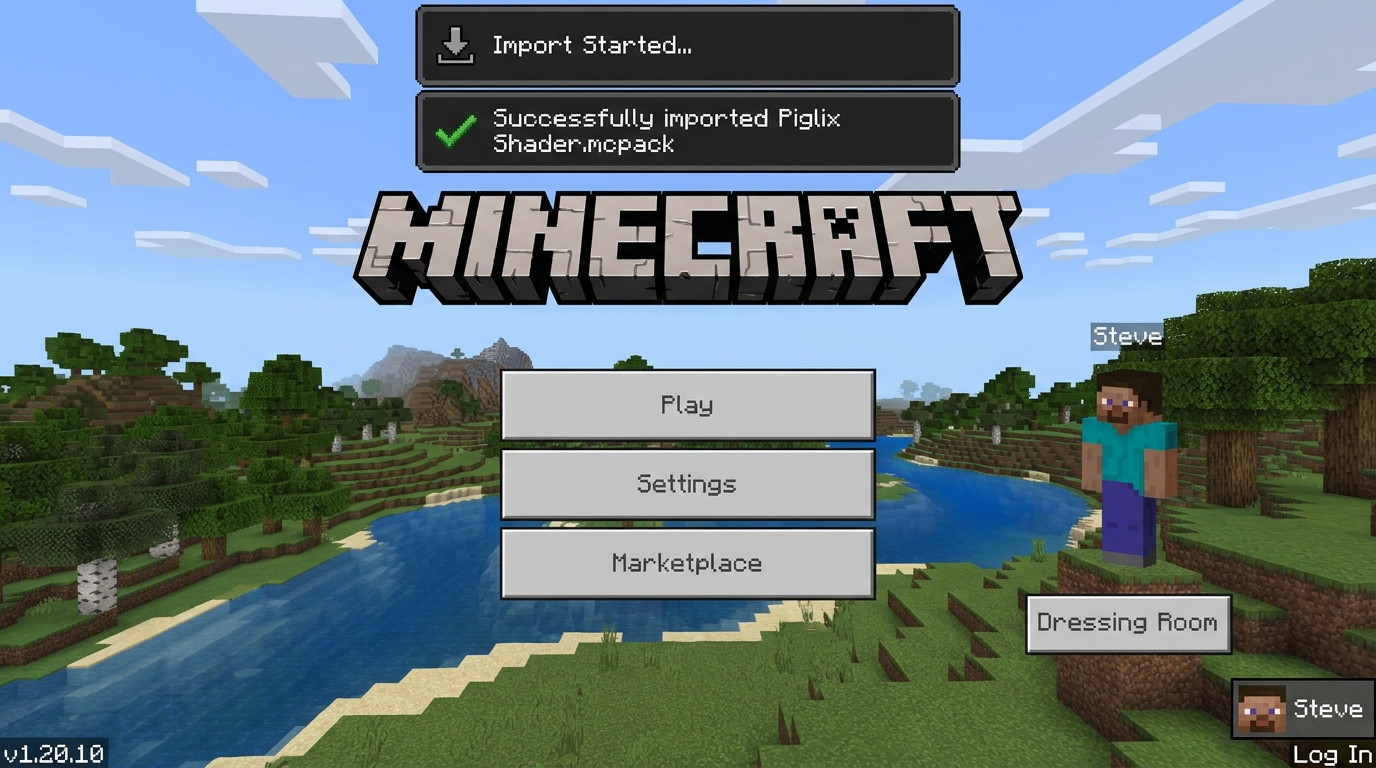 Import Started...
Successfully imported Piglix
Shader.mcpack
MINECRAFT
Steve
Play
Settings
Marketplace
Dressing Room
Steve
v1.20.10
Log In